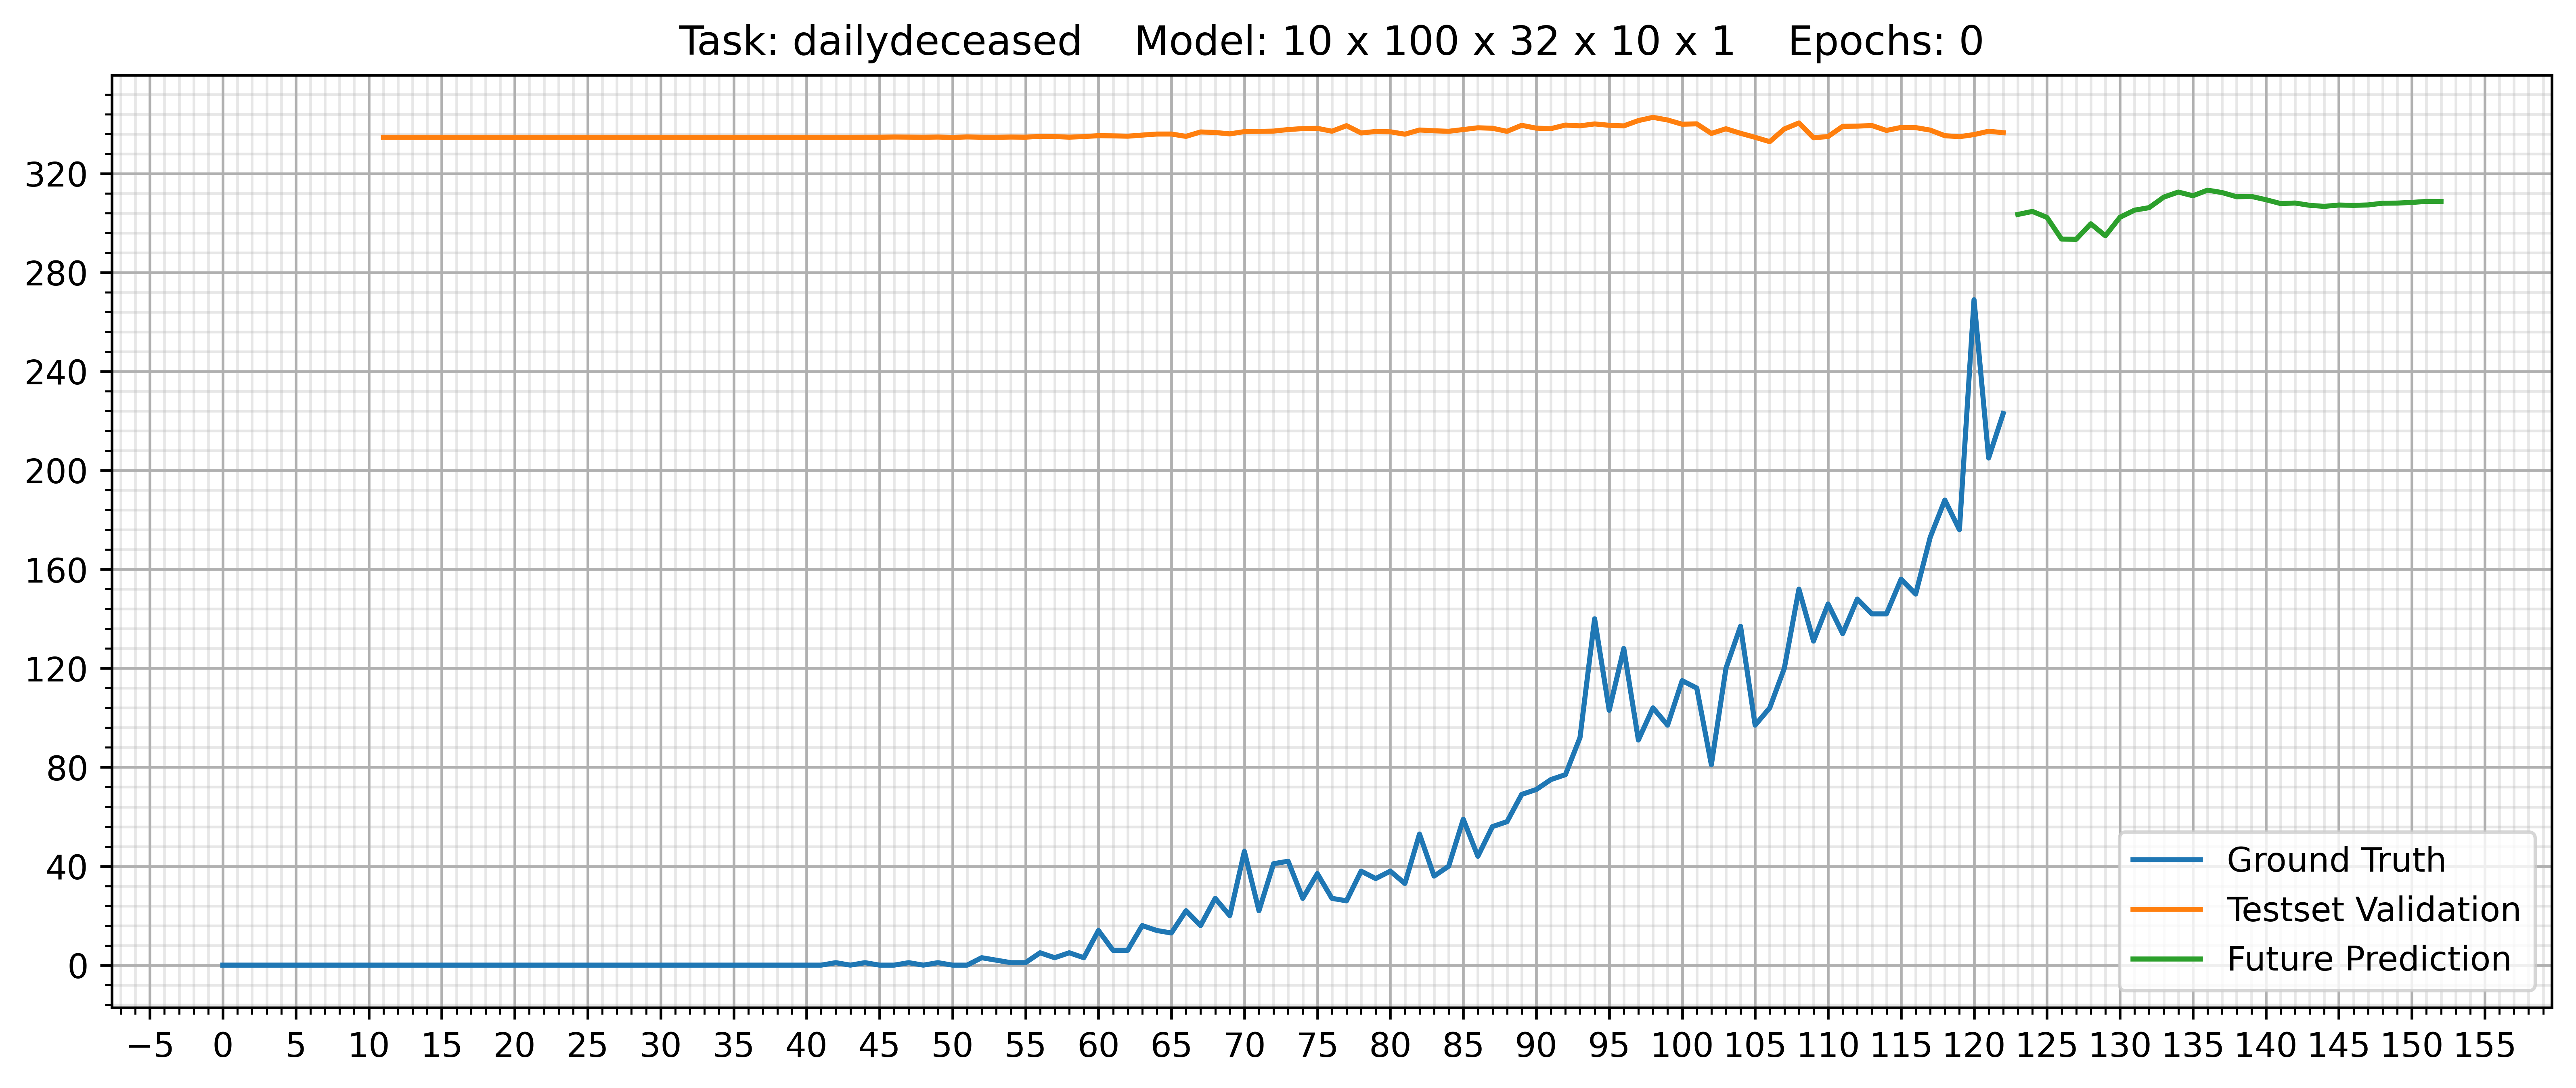 Task: dailydeceased    Model: 10 x 100 x 32 x 10 x 1    Epochs: 0
320
280
240
200
160
120
80
40
0
Ground Truth
Testset Validation
Future Prediction
−5 0 5 10 15 20 25 30 35 40 45 50 55 60 65 70 75 80 85 90 95 100 105 110 115 120 125 130 135 140 145 150 155